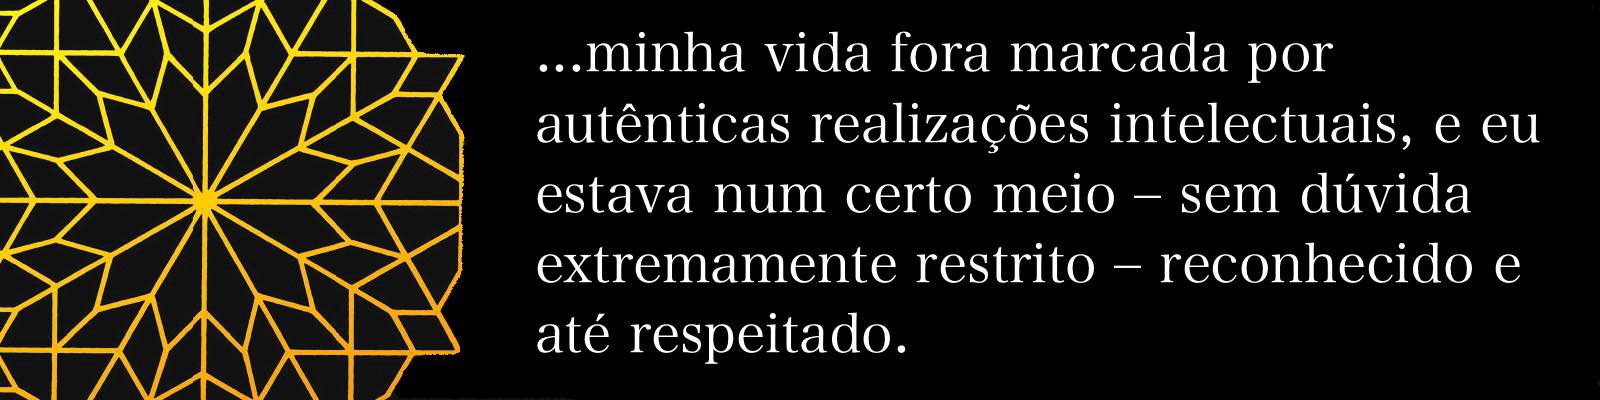 ...minha vida fora marcada por
autênticas realizações intelectuais, e eu
estava num certo meio – sem dúvida
extremamente restrito – reconhecido e
até respeitado.